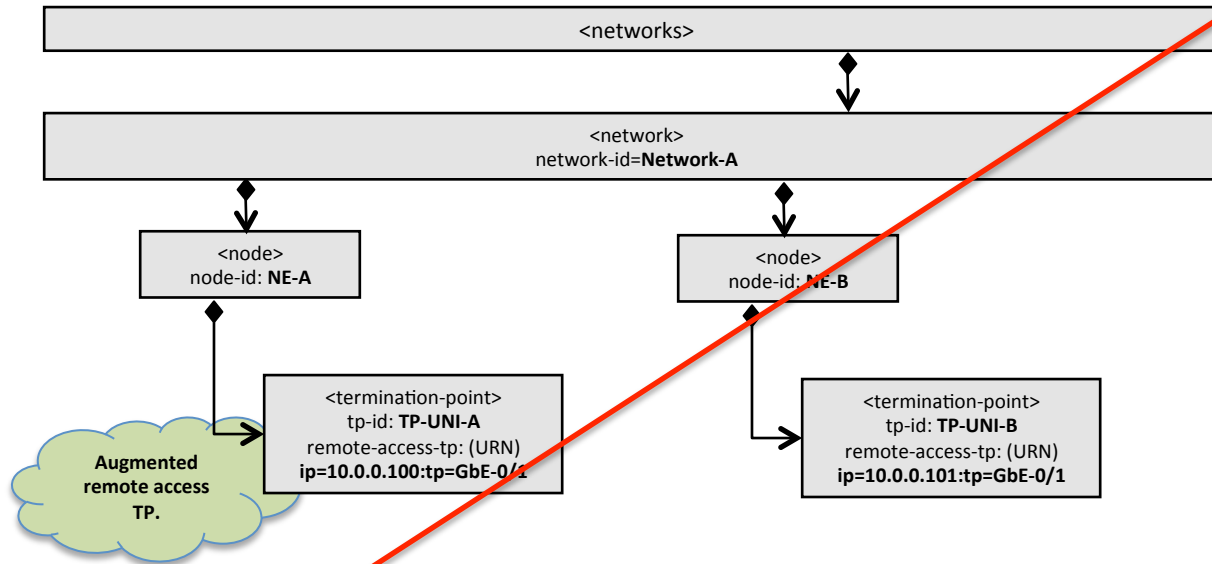 <networks>
<network>
network-id=Network-A
<node>
node-id: NE-A
<node>
node-id: NE-B
<termination-point>
tp-id: TP-UNI-A
remote-access-tp: (URN)
ip=10.0.0.100:tp=GbE-0/1
<termination-point>
tp-id: TP-UNI-B
remote-access-tp: (URN)
ip=10.0.0.101:tp=GbE-0/1
Augmented
remote access
TP.